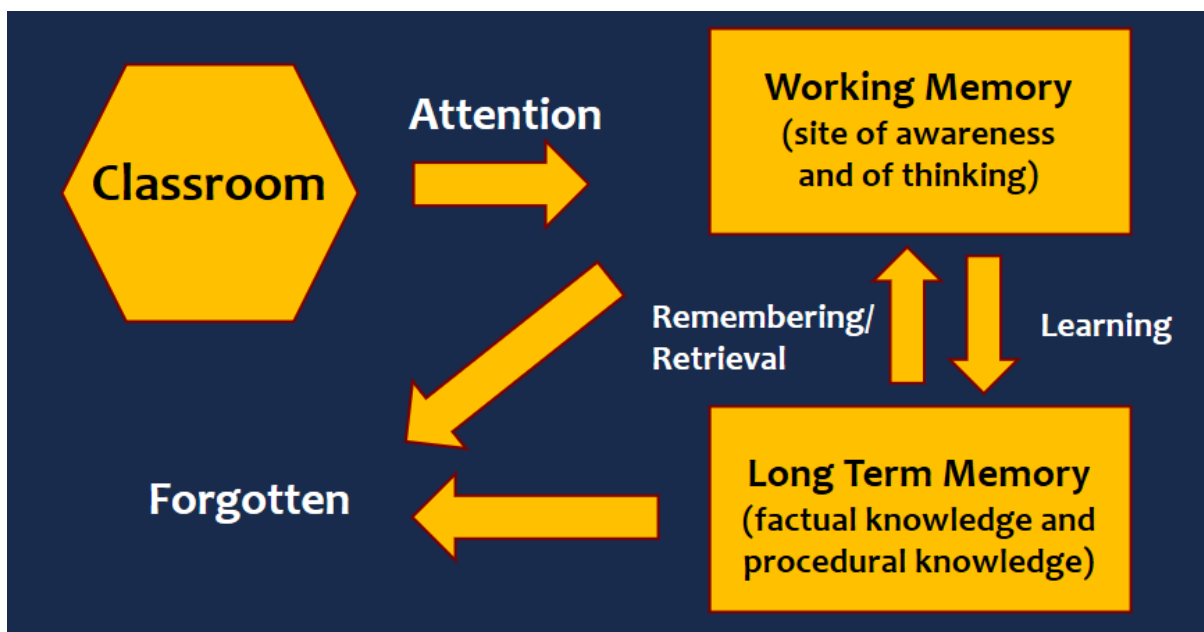 Classroom
Attention
Working Memory
(site of awareness
and of thinking)
Remembering/
Retrieval
Learning
Forgotten
Long Term Memory
(factual knowledge and
procedural knowledge)